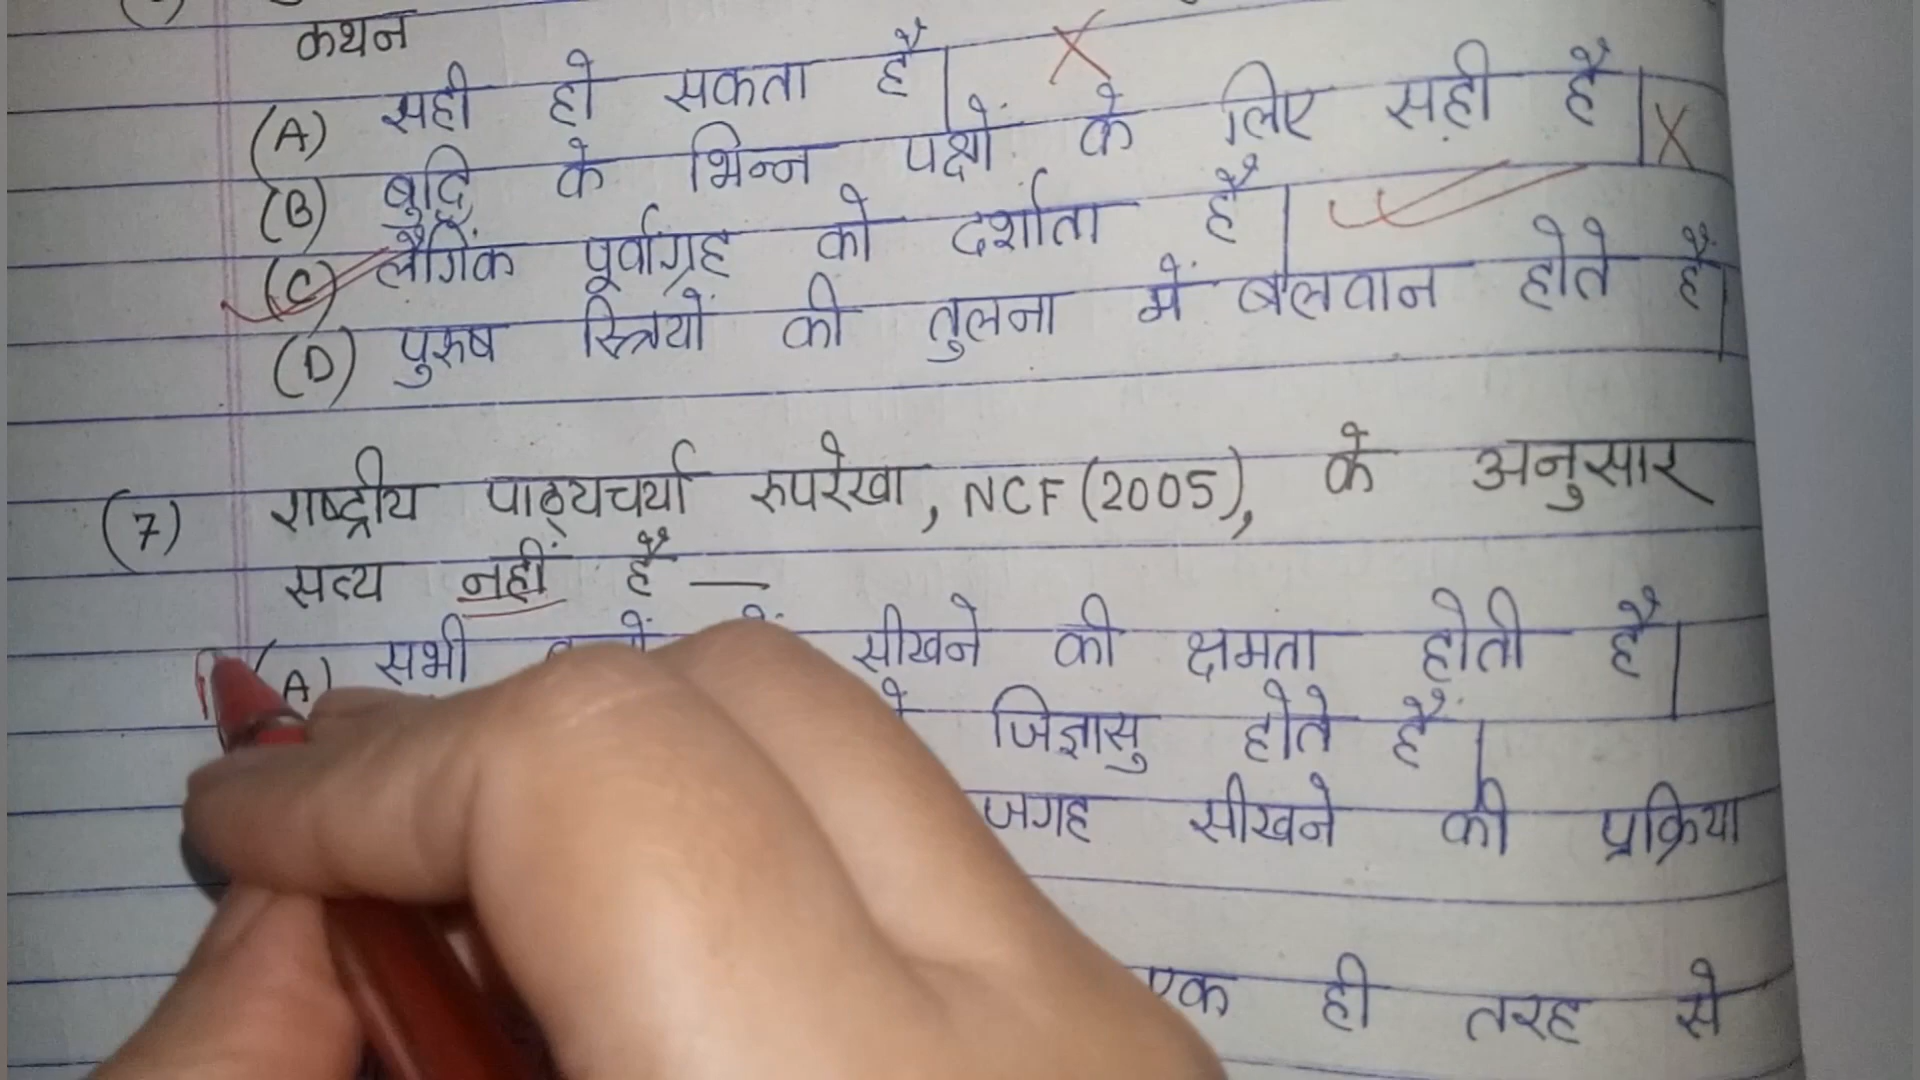 कथन
(A) सही हो सकता है। X
(B) बुद्धि के भिन्न पक्षों के लिए सही है। X
(C) लैंगिक पूर्वाग्रह को दर्शाता है।
(D) पुरुष स्त्रियों की तुलना में बलवान होते हैं।
(7) राष्ट्रीय पाठ्यचर्या रुपरेखा, NCF (2005), के अनुसार
सत्य नहीं है —
(A) सभी सीखने की क्षमता होती है।
जिज्ञासु होते हैं।
जगह सीखने की प्रक्रिया
एक ही तरह से